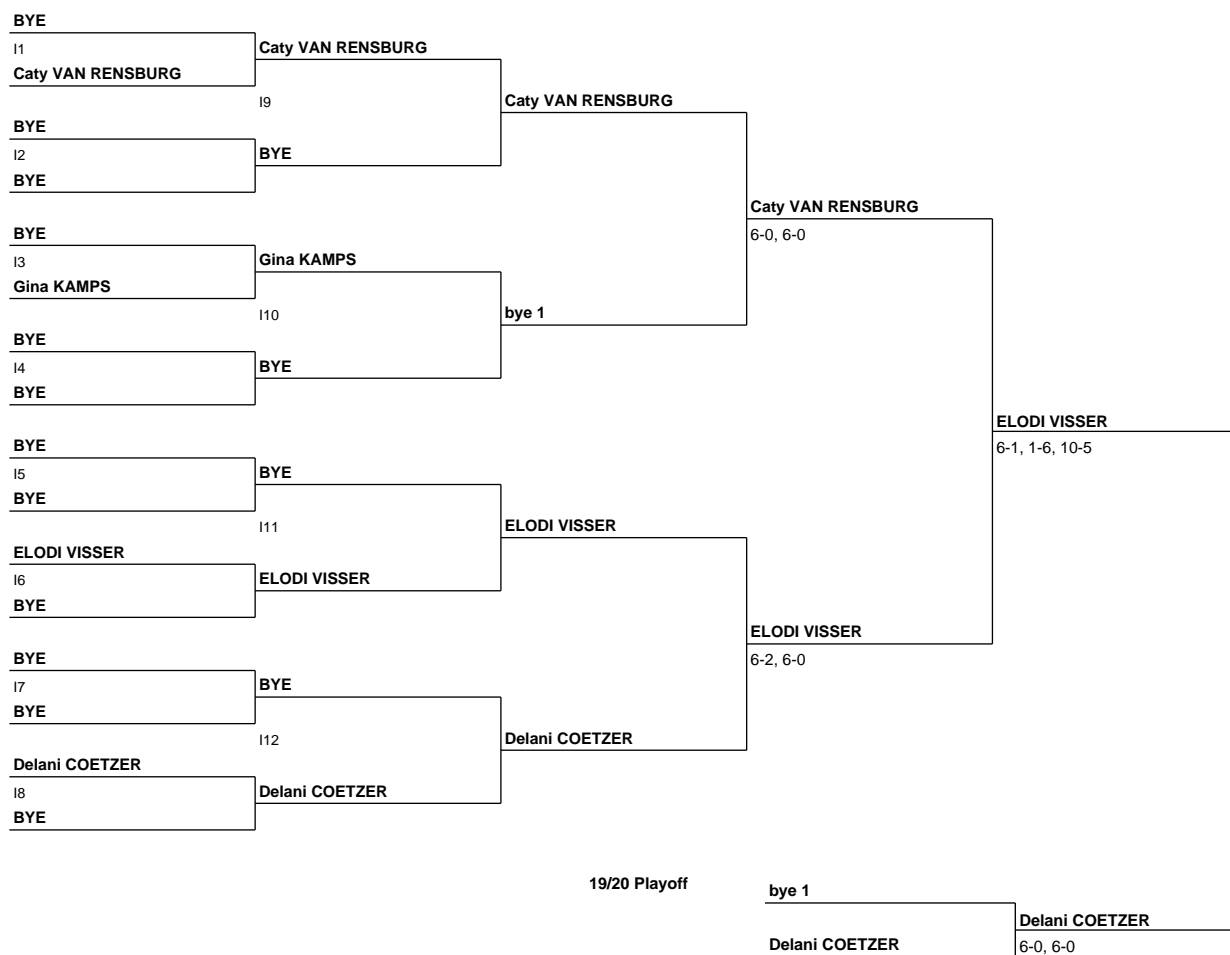 BYE
I1
Caty VAN RENSBURG
Caty VAN RENSBURG
I9
Caty VAN RENSBURG
BYE
I2
BYE
BYE
Caty VAN RENSBURG
6-0, 6-0
BYE
I3
Gina KAMPS
Gina KAMPS
I10
bye 1
BYE
I4
BYE
BYE
ELODI VISSER
6-1, 1-6, 10-5
BYE
I5
BYE
BYE
I11
ELODI VISSER
ELODI VISSER
I6
BYE
ELODI VISSER
ELODI VISSER
6-2, 6-0
BYE
I7
BYE
BYE
I12
Delani COETZER
Delani COETZER
I8
BYE
Delani COETZER
19/20 Playoff
bye 1
Delani COETZER
Delani COETZER
6-0, 6-0